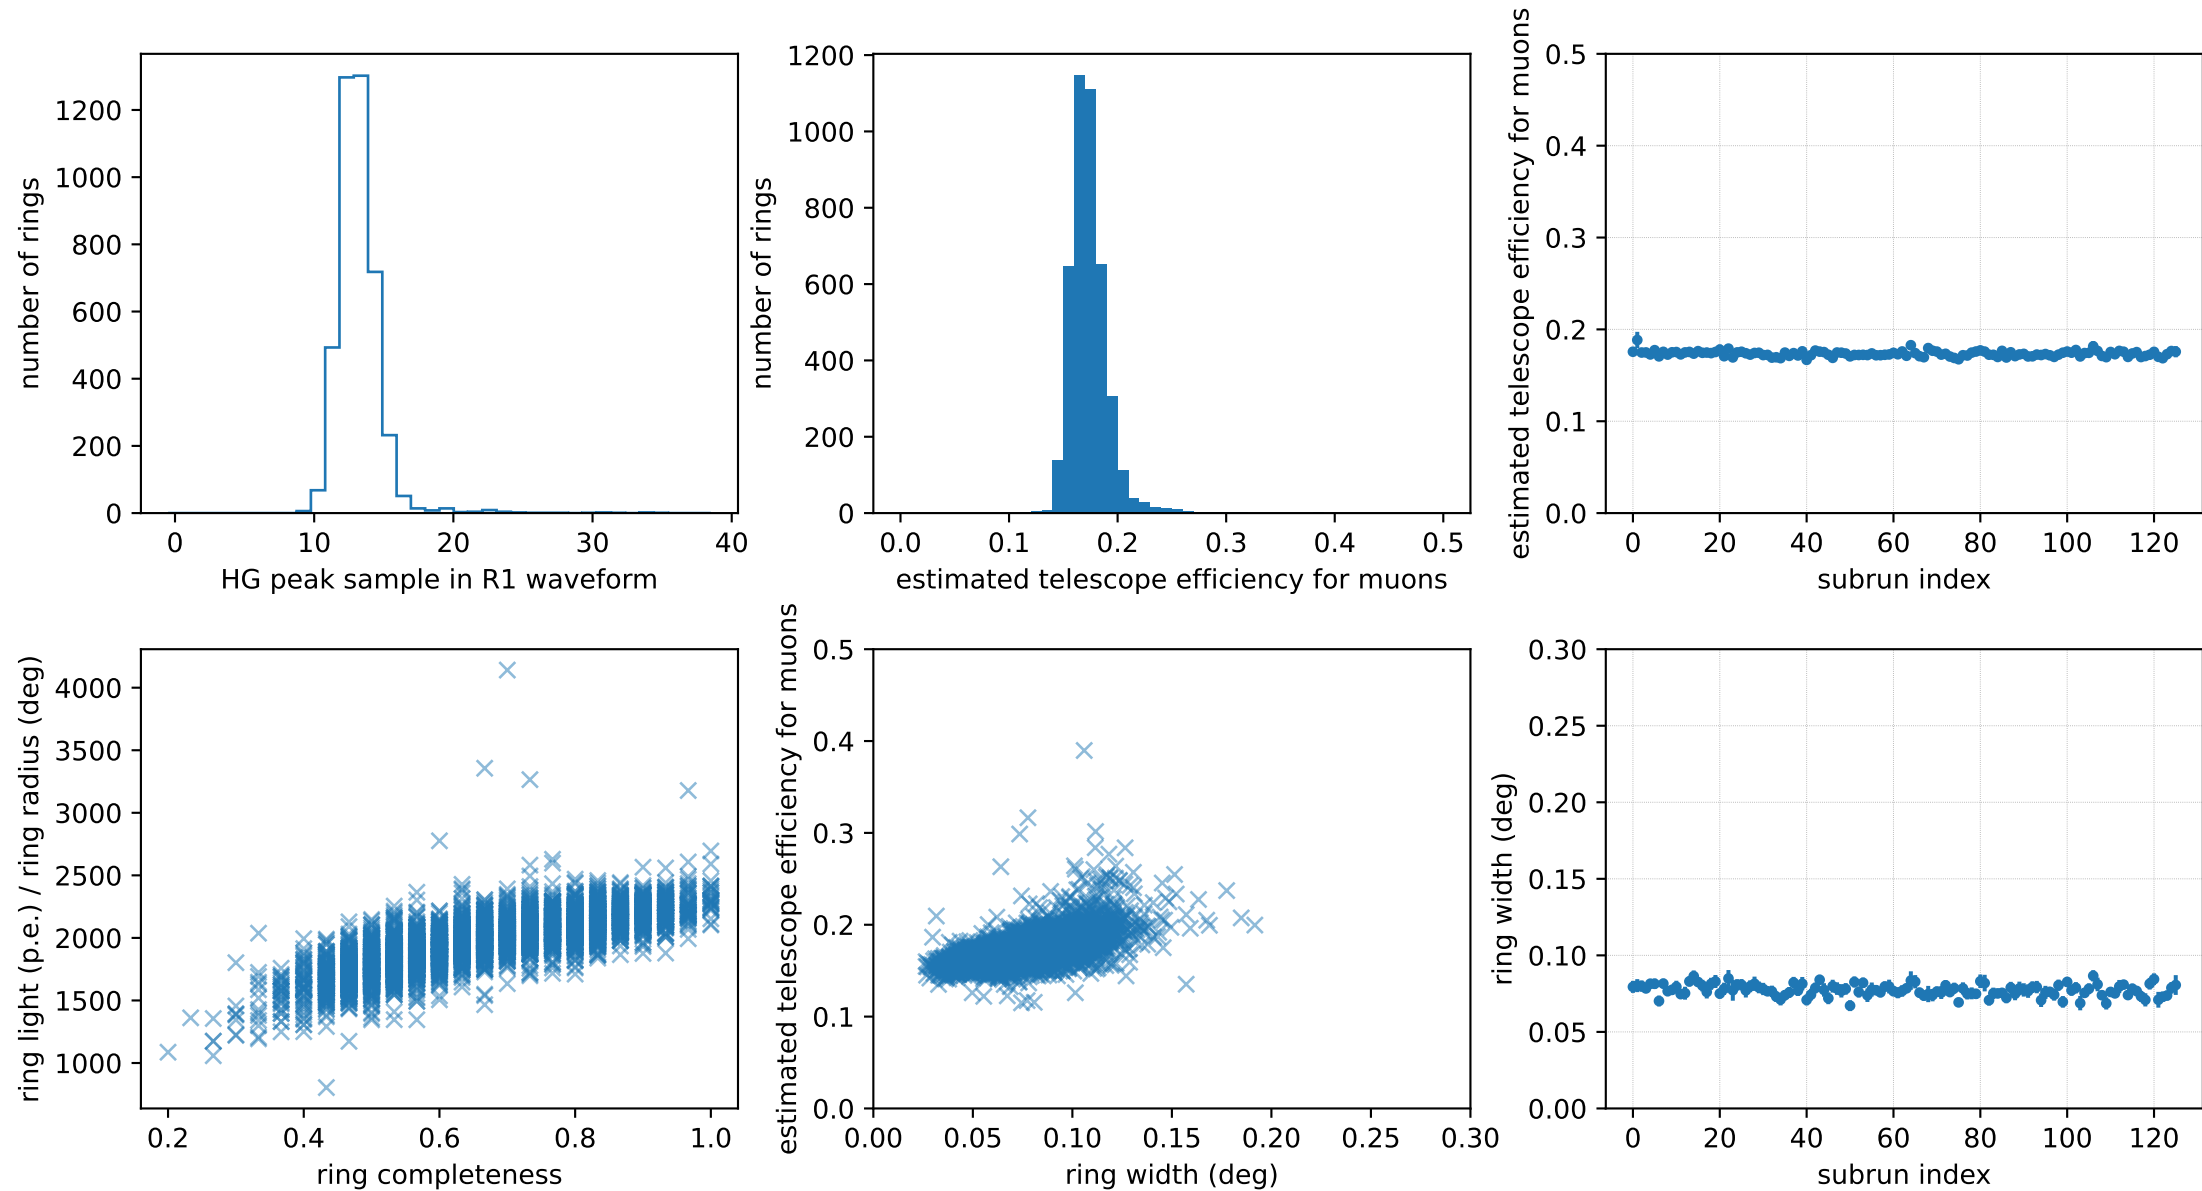 number of rings
1200
1000
800
600
400
200
0
0 10 20 30 40
HG peak sample in R1 waveform
number of rings
1200
1000
800
600
400
200
0
0.0 0.1 0.2 0.3 0.4 0.5
estimated telescope efficiency for muons
estimated telescope efficiency for muons
0.5
0.4
0.3
0.2
0.1
0.0
0 20 40 60 80 100 120
subrun index
ring light (p.e.) / ring radius (deg)
4000
3500
3000
2500
2000
1500
1000
0.2 0.4 0.6 0.8 1.0
ring completeness
estimated telescope efficiency for muons
0.5
0.4
0.3
0.2
0.1
0.0
0.00 0.05 0.10 0.15 0.20 0.25 0.30
ring width (deg)
ring width (deg)
0.30
0.25
0.20
0.15
0.10
0.05
0.00
0 20 40 60 80 100 120
subrun index